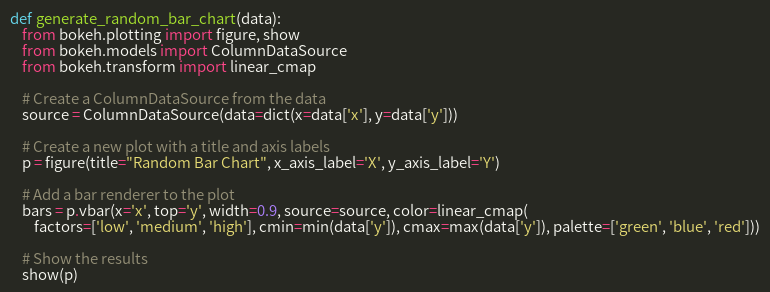 def generate_random_bar_chart(data):
    from bokeh.plotting import figure, show
    from bokeh.models import ColumnDataSource
    from bokeh.transform import linear_cmap

    # Create a ColumnDataSource from the data
    source = ColumnDataSource(data=dict(x=data['x'], y=data['y']))

    # Create a new plot with a title and axis labels
    p = figure(title="Random Bar Chart", x_axis_label='X', y_axis_label='Y')

    # Add a bar renderer to the plot
    bars = p.vbar(x='x', top='y', width=0.9, source=source, color=linear_cmap(
        factors=['low', 'medium', 'high'], cmin=min(data['y']), cmax=max(data['y']), palette=['green', 'blue', 'red']))

    # Show the results
    show(p)